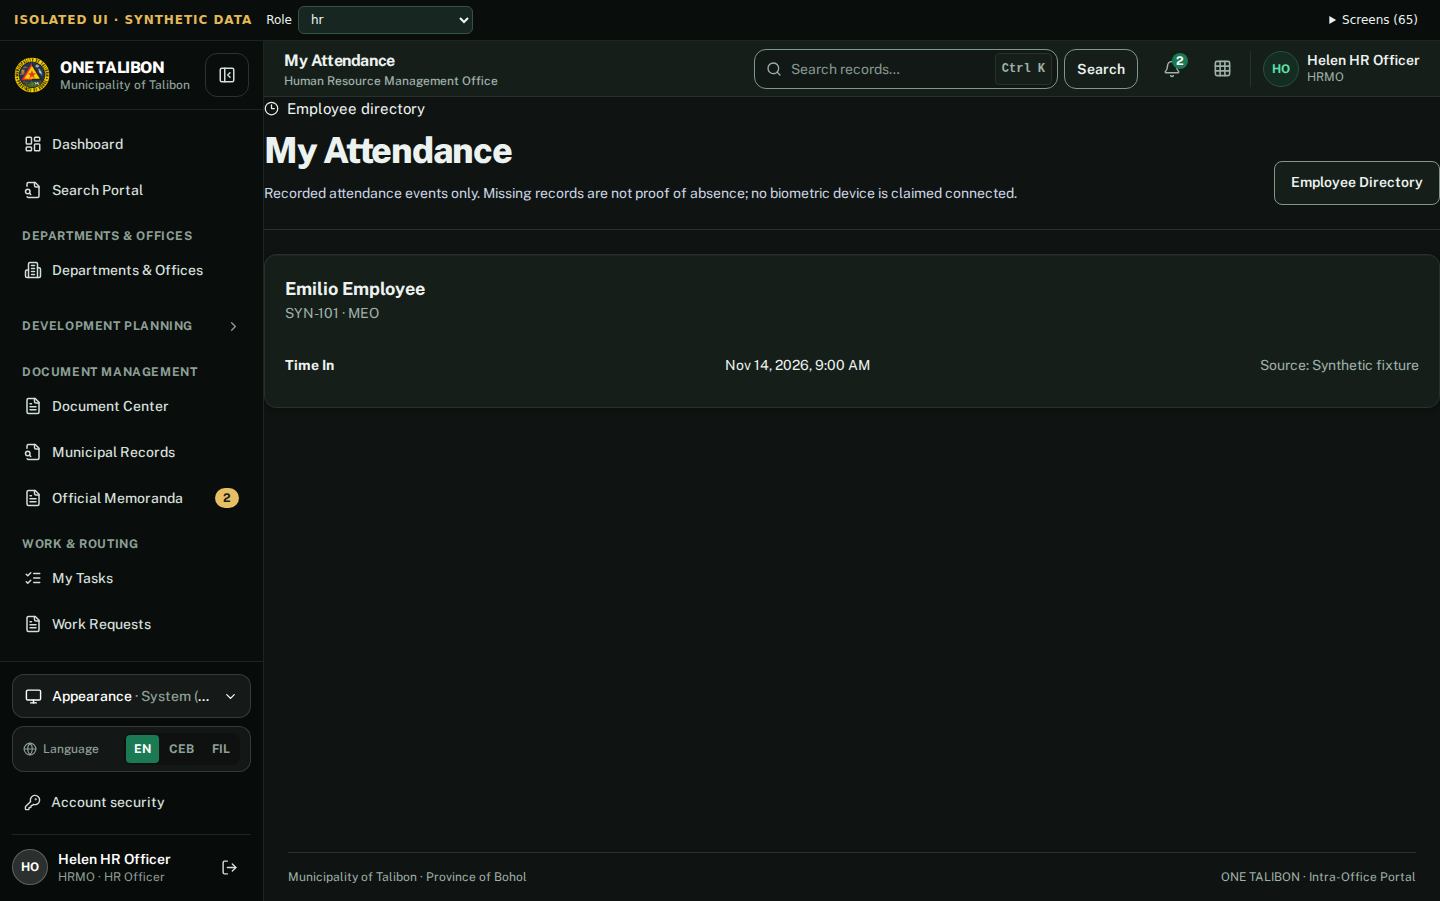 ISOLATED UI · SYNTHETIC DATA Role hr Screens (65)
ONE TALIBON
Municipality of Talibon
My Attendance
Human Resource Management Office
Search records... Ctrl K Search 2 HO Helen HR Officer
HRMO
Dashboard
Search Portal
DEPARTMENTS & OFFICES
Departments & Offices
DEVELOPMENT PLANNING
DOCUMENT MANAGEMENT
Document Center
Municipal Records
Official Memoranda 2
WORK & ROUTING
My Tasks
Work Requests
Appearance · System (...
Language EN CEB FIL
Account security
HO Helen HR Officer
HRMO · HR Officer
Employee directory
My Attendance
Recorded attendance events only. Missing records are not proof of absence; no biometric device is claimed connected.
Employee Directory
Emilio Employee
SYN-101 · MEO
Time In Nov 14, 2026, 9:00 AM Source: Synthetic fixture
Municipality of Talibon · Province of Bohol ONE TALIBON · Intra-Office Portal